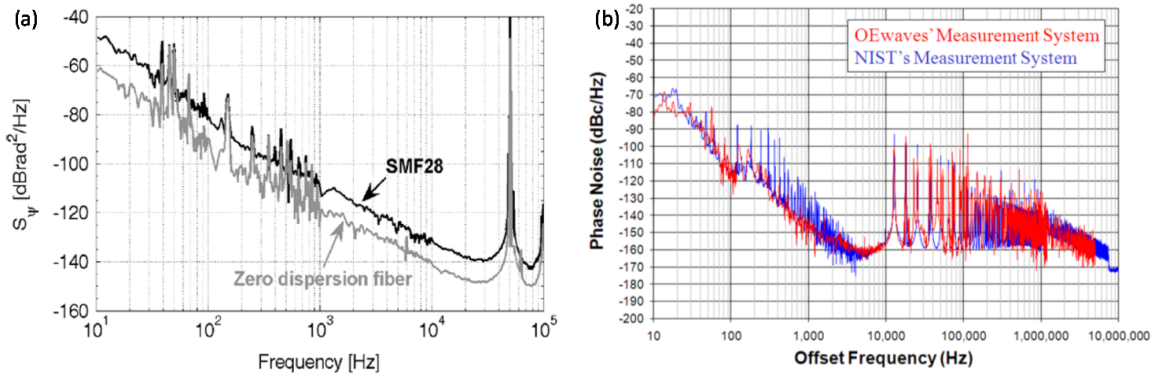 (a)
-40
-60
-80
-100
-120
-140
-160
S_ψ [dBrad²/Hz]
SMF28
Zero dispersion fiber
10¹ 10² 10³ 10⁴ 10⁵
Frequency [Hz]
(b)
-20
-30
-40
-50
-60
-70
-80
-90
-100
-110
-120
-130
-140
-150
-160
-170
-180
-190
-200
Phase Noise (dBc/Hz)
OEwaves' Measurement System
NIST's Measurement System
10 100 1,000 10,000 100,000 1,000,000 10,000,000
Offset Frequency (Hz)